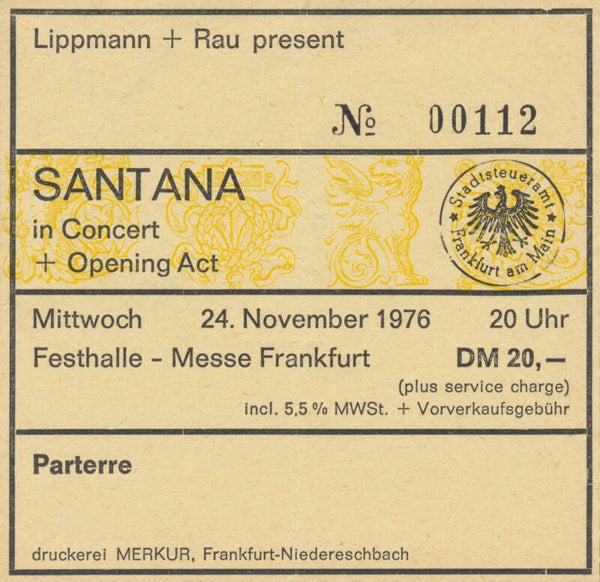 Lippmann + Rau present
№ 00112
SANTANA
in Concert
+ Opening Act
Stadtsteueramt
Frankfurt am Main
Mittwoch 24. November 1976 20 Uhr
Festhalle – Messe Frankfurt DM 20,—
(plus service charge)
incl. 5,5 % MWSt. + Vorverkaufsgebühr
Parterre
druckerei MERKUR, Frankfurt-Niedereschbach